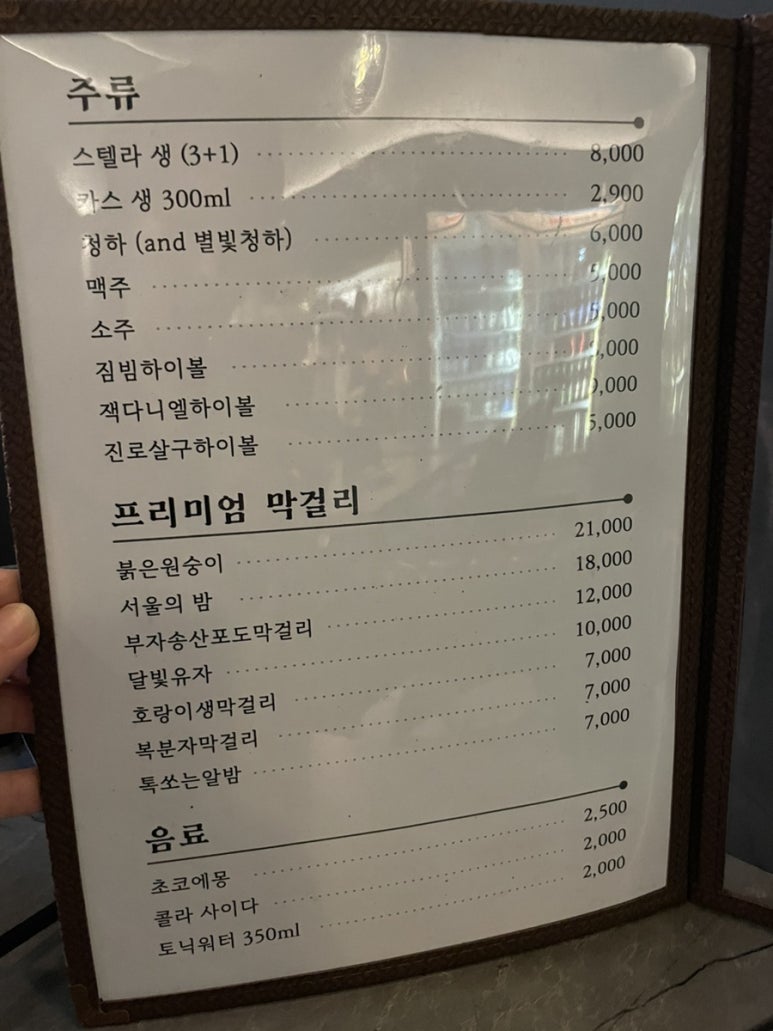 주류
스텔라 생 (3+1) 8,000
카스 생 300ml 2,900
청하 (and 별빛청하) 6,000
맥주 5,000
소주 5,000
짐빔하이볼
잭다니엘하이볼
진로살구하이볼 5,000
프리미엄 막걸리
붉은원숭이 21,000
서울의 밤 18,000
부자송산포도막걸리 12,000
달빛유자 10,000
호랑이생막걸리 7,000
복분자막걸리 7,000
톡쏘는알밤 7,000
음료
초코에몽 2,500
콜라 사이다 2,000
토닉워터 350ml 2,000